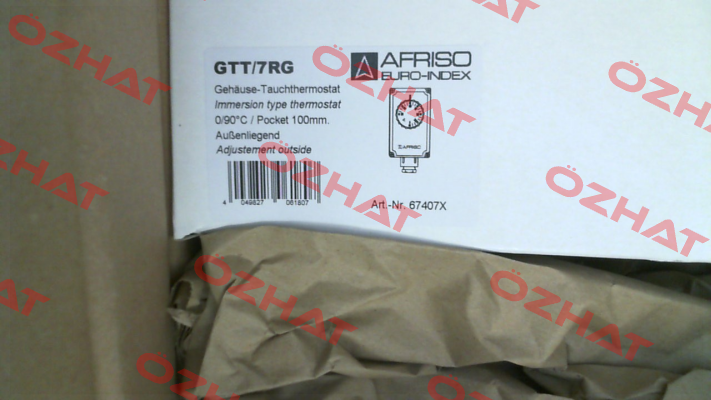 GTT/7RG
AFRISO
EURO-INDEX
Gehäuse-Tauchthermostat
Immersion type thermostat
0/90°C / Pocket 100mm.
Außenliegend
Adjustement outside
AFRISO
4 049827 061807
Art.-Nr. 67407X
ÖZHAT
ÖZHAT
ÖZHAT
ÖZHAT
ÖZHAT
ÖZHAT
ÖZHAT
ÖZHAT
ÖZHAT
ÖZHAT